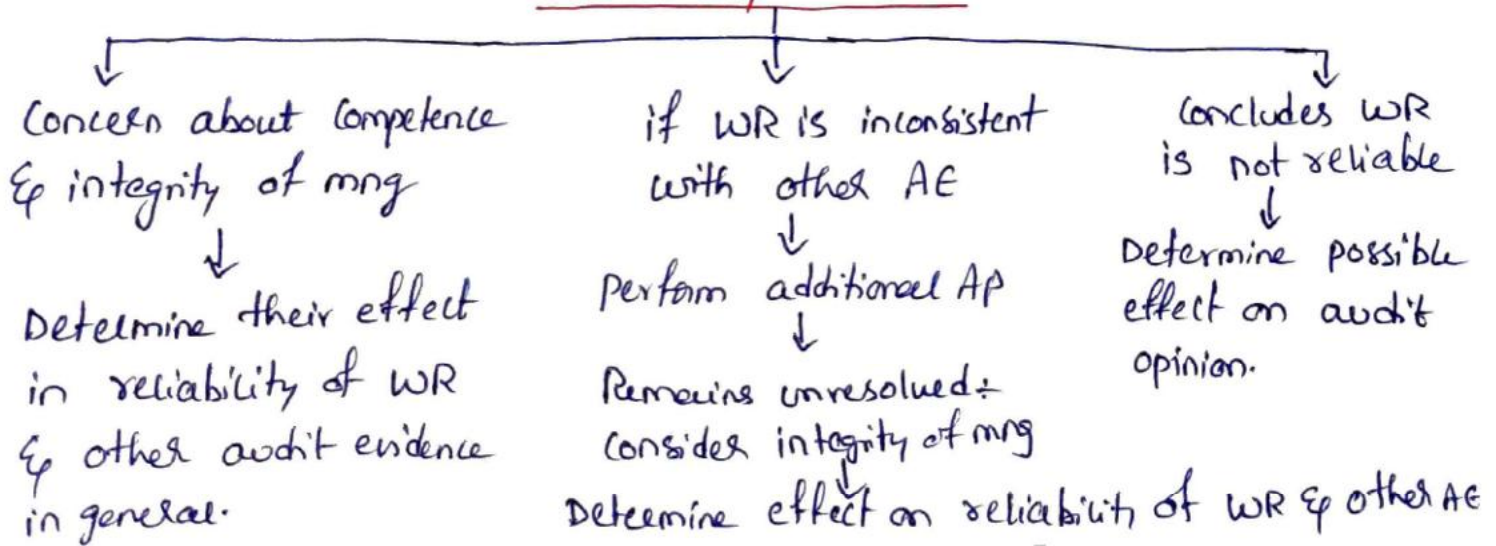 Concern about Competence
& integrity of mng
Determine their effect
in reliability of WR
& other audit evidence
in general.
if WR is inconsistent
with other AE
Perform additional AP
Remains unresolved:
consider integrity of mng
Determine effect on reliability of WR & other AE
Concludes WR
is not reliable
Determine possible
effect on audit
opinion.